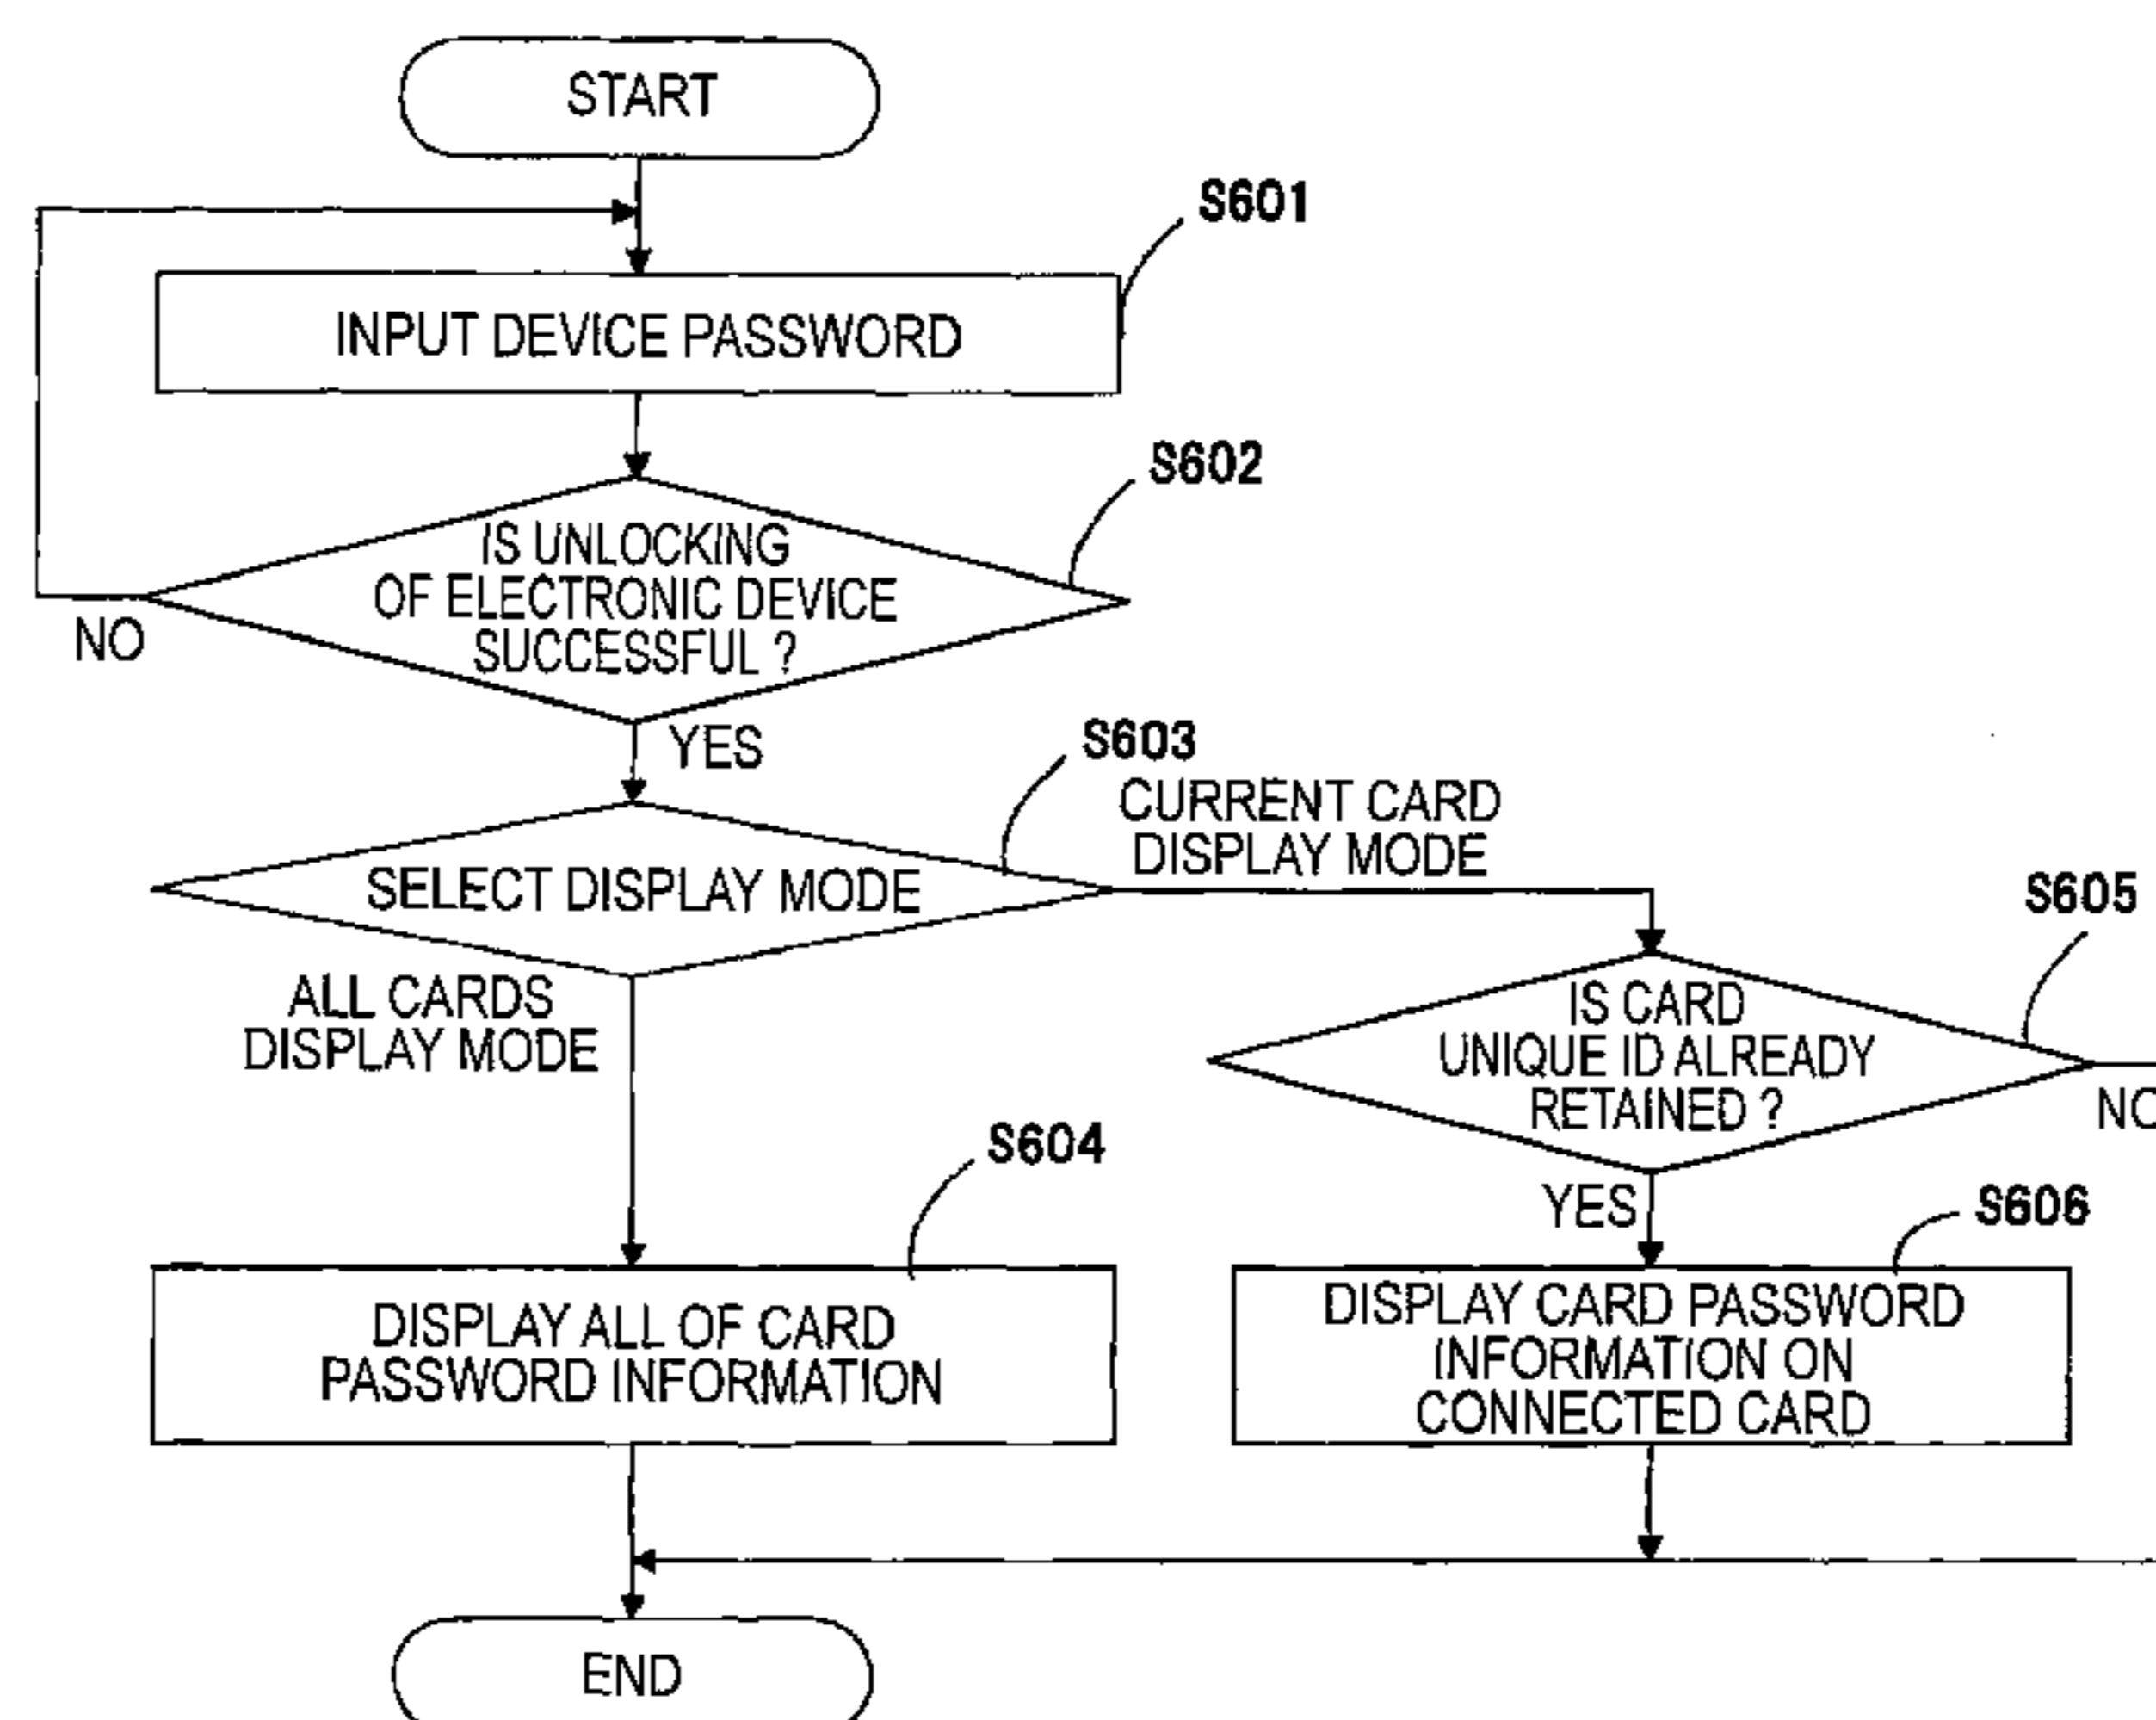 START
S601
INPUT DEVICE PASSWORD
S602
IS UNLOCKING
OF ELECTRONIC DEVICE
SUCCESSFUL ?
NO
YES
S603
CURRENT CARD
DISPLAY MODE
SELECT DISPLAY MODE
S605
ALL CARDS
DISPLAY MODE
IS CARD
UNIQUE ID ALREADY
RETAINED ?
NO
S604
YES
S606
DISPLAY ALL OF CARD
PASSWORD INFORMATION
DISPLAY CARD PASSWORD
INFORMATION ON
CONNECTED CARD
END